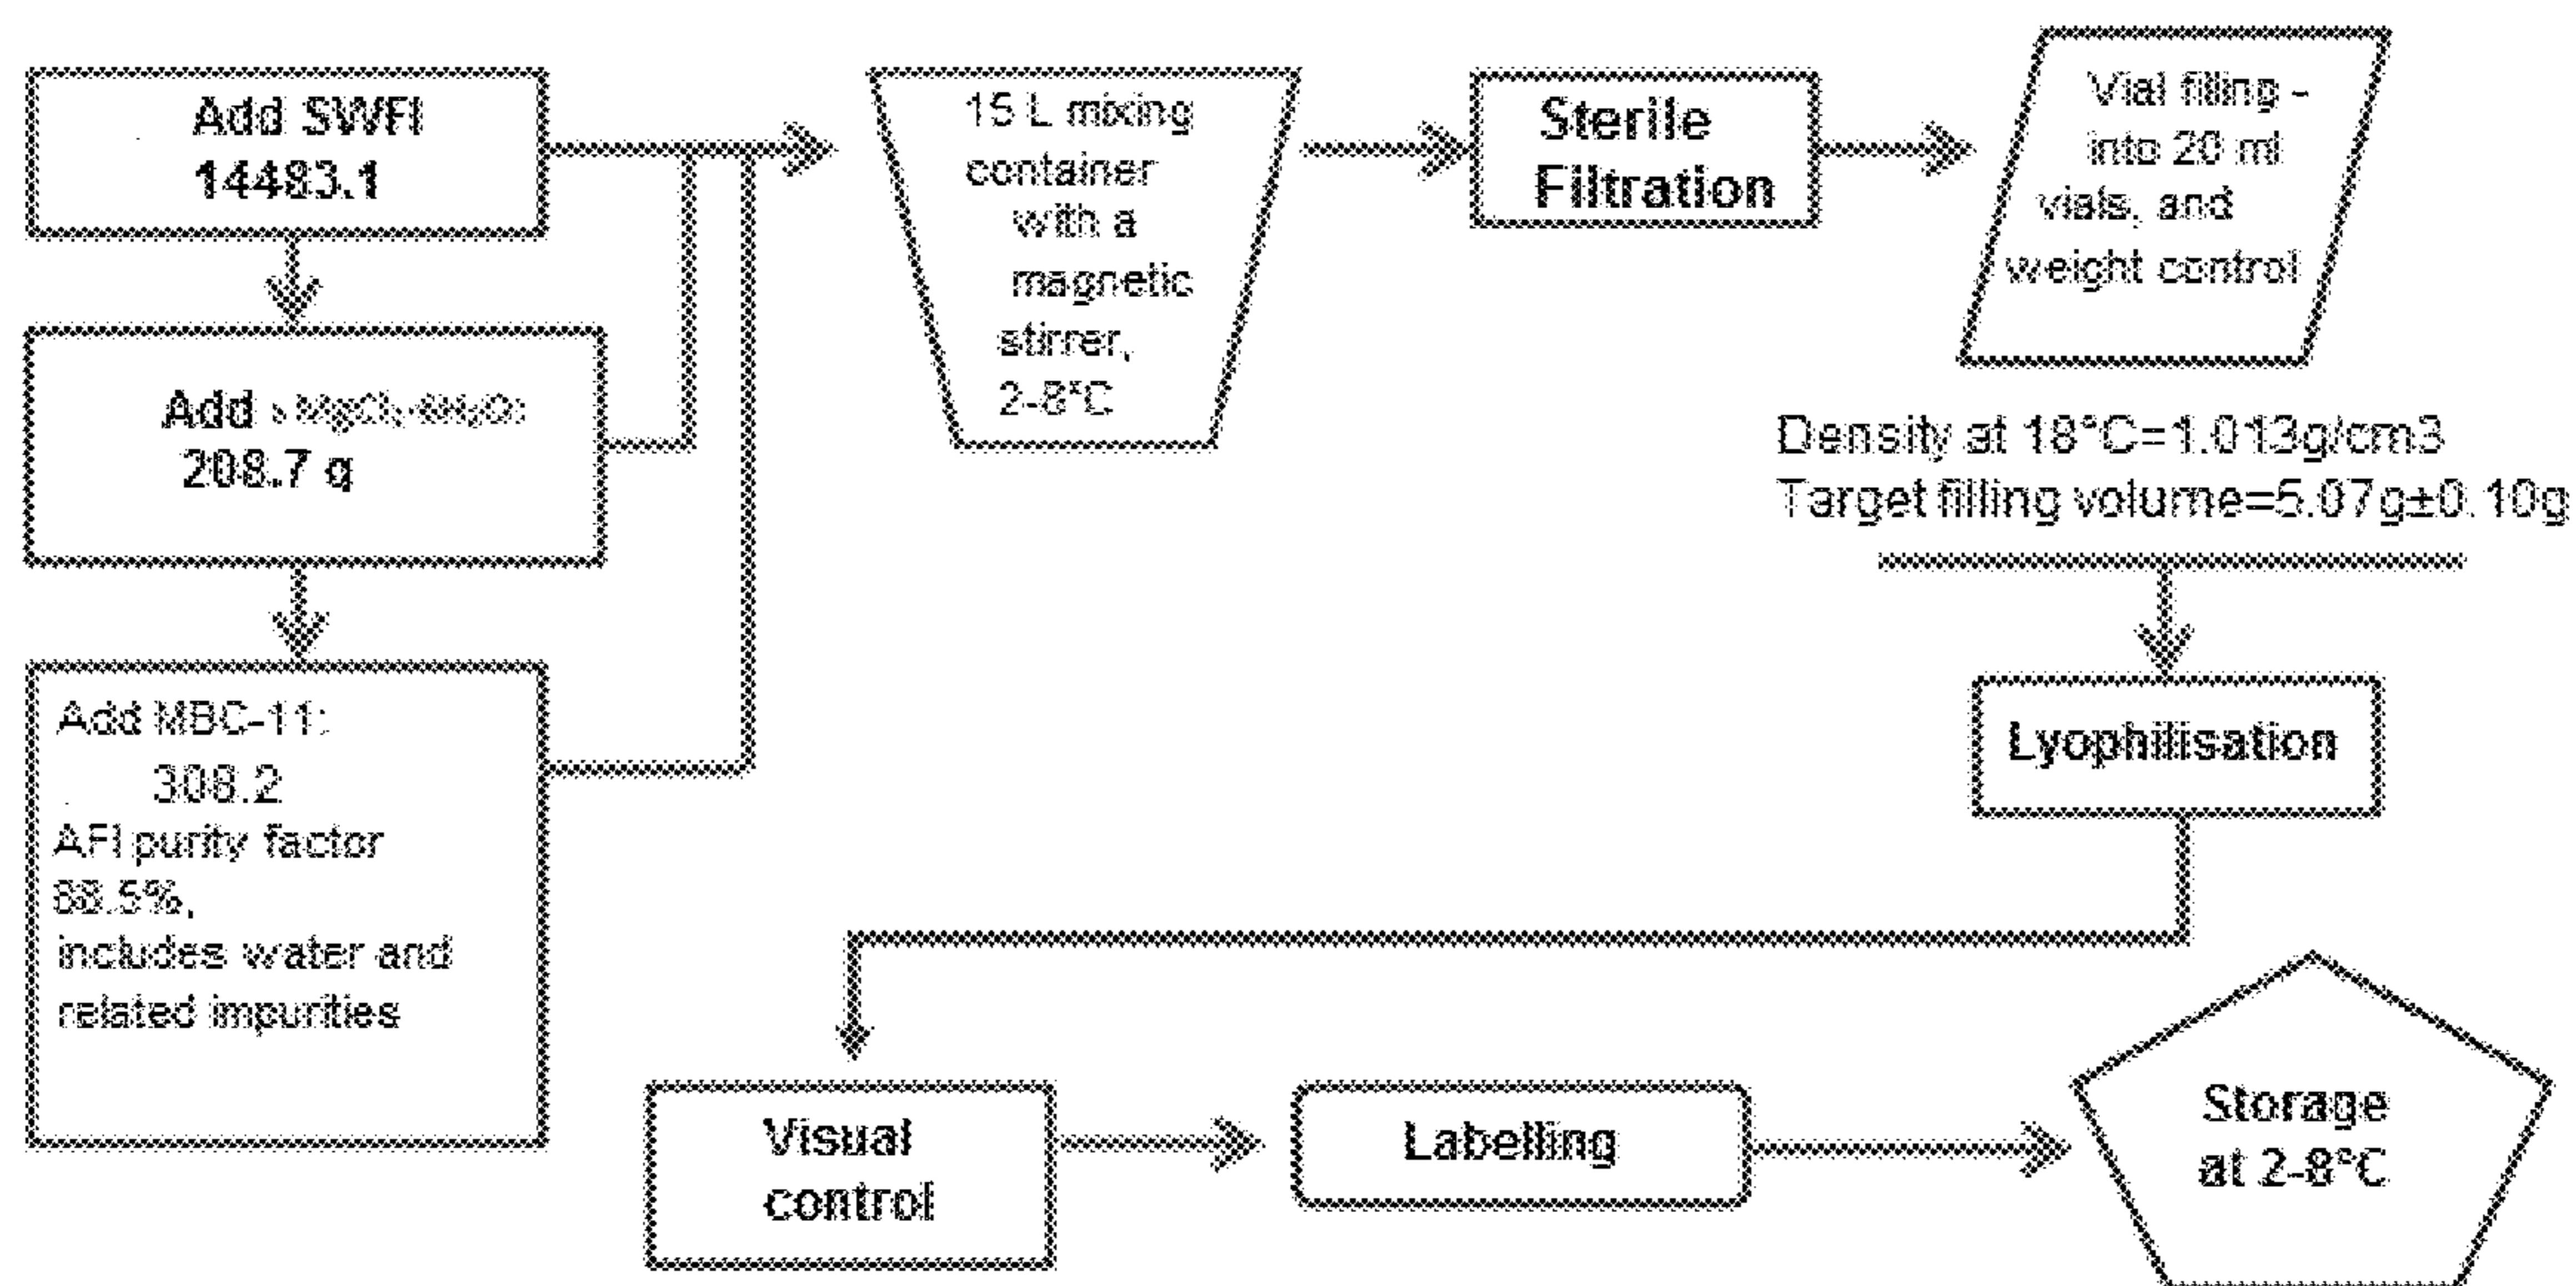 Add SWFI
14483.1
Add
208.7 g
Add MBC-11:
308.2
API purity factor
88.5%,
includes water and
related impurities
15 L mixing
container
with a
magnetic
stirrer,
2-8°C
Sterile
Filtration
Vial filling -
into 20 ml
vials, and
weight control
Density at 18°C=1.013g/cm3
Target filling volume=5.07g±0.10g
Lyophilisation
Visual
control
Labelling
Storage
at 2-8°C